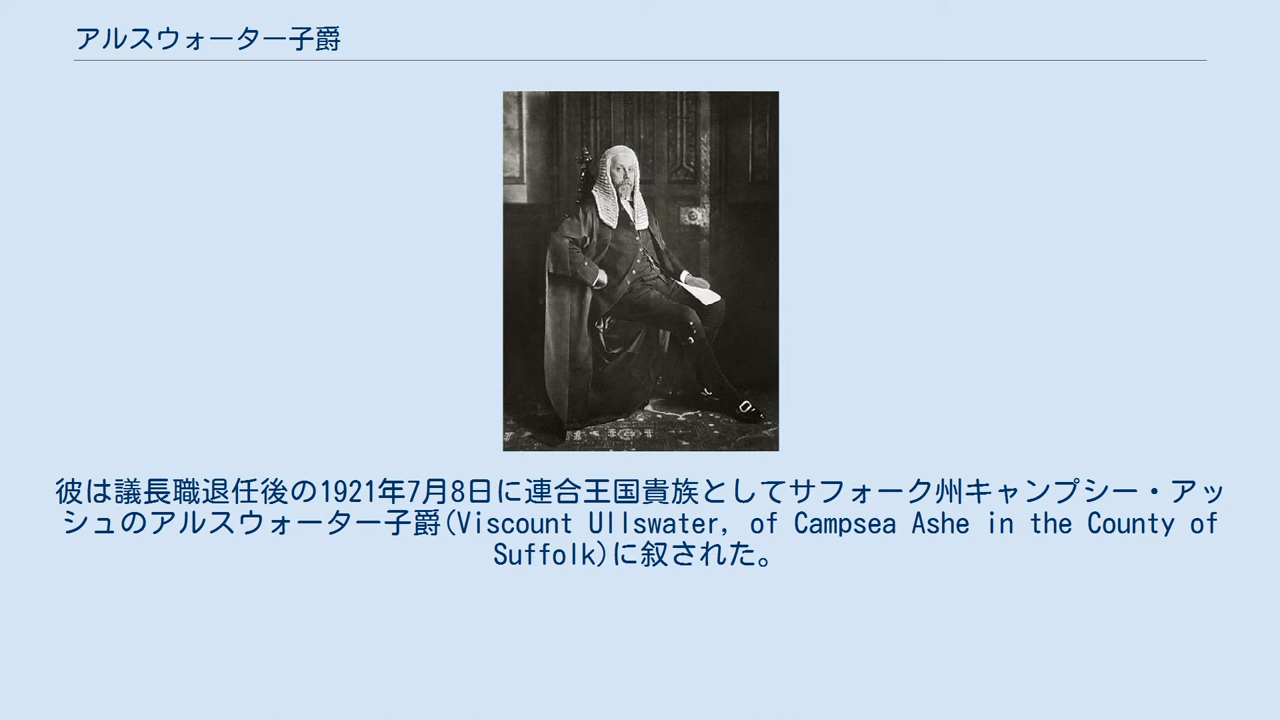 アルスウォーター子爵
彼は議長職退任後の1921年7月8日に連合王国貴族としてサフォーク州キャンプシー・アッ
シュのアルスウォーター子爵(Viscount Ullswater, of Campsea Ashe in the County of
Suffolk)に叙された。